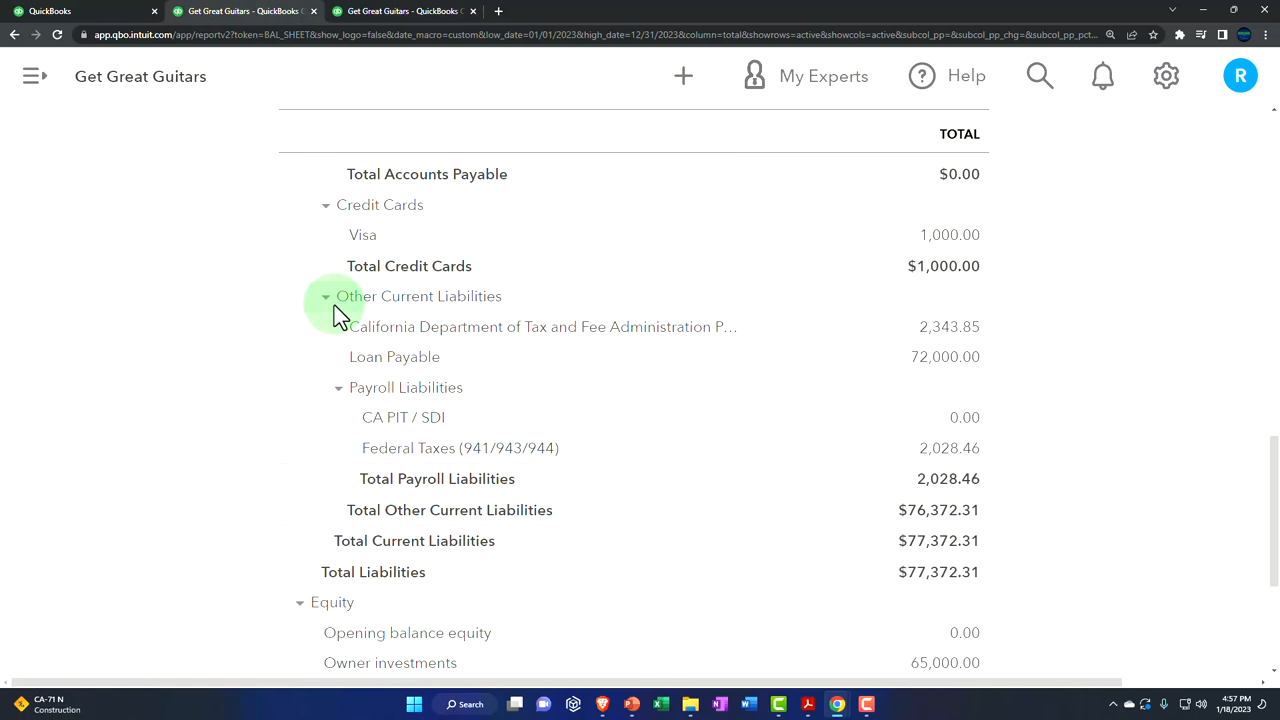 QuickBooks
Get Great Guitars - QuickBooks C
Get Great Guitars - QuickBooks C
app.qbo.intuit.com/app/reportv2?token=BAL_SHEET&show_logo=false&date_macro=custom&low_date=01/01/2023&high_date=12/31/2023&column=total&showrows=active&showcols=active&subcol_pp=&subcol_pp_chg=&subcol_pp_pct...
Get Great Guitars
My Experts
Help
R
TOTAL
Total Accounts Payable $0.00
Credit Cards
Visa 1,000.00
Total Credit Cards $1,000.00
Other Current Liabilities
California Department of Tax and Fee Administration P... 2,343.85
Loan Payable 72,000.00
Payroll Liabilities
CA PIT / SDI 0.00
Federal Taxes (941/943/944) 2,028.46
Total Payroll Liabilities 2,028.46
Total Other Current Liabilities $76,372.31
Total Current Liabilities $77,372.31
Total Liabilities $77,372.31
Equity
Opening balance equity 0.00
Owner investments 65,000.00
CA-71 N
Construction
Search
4:57 PM
1/18/2023